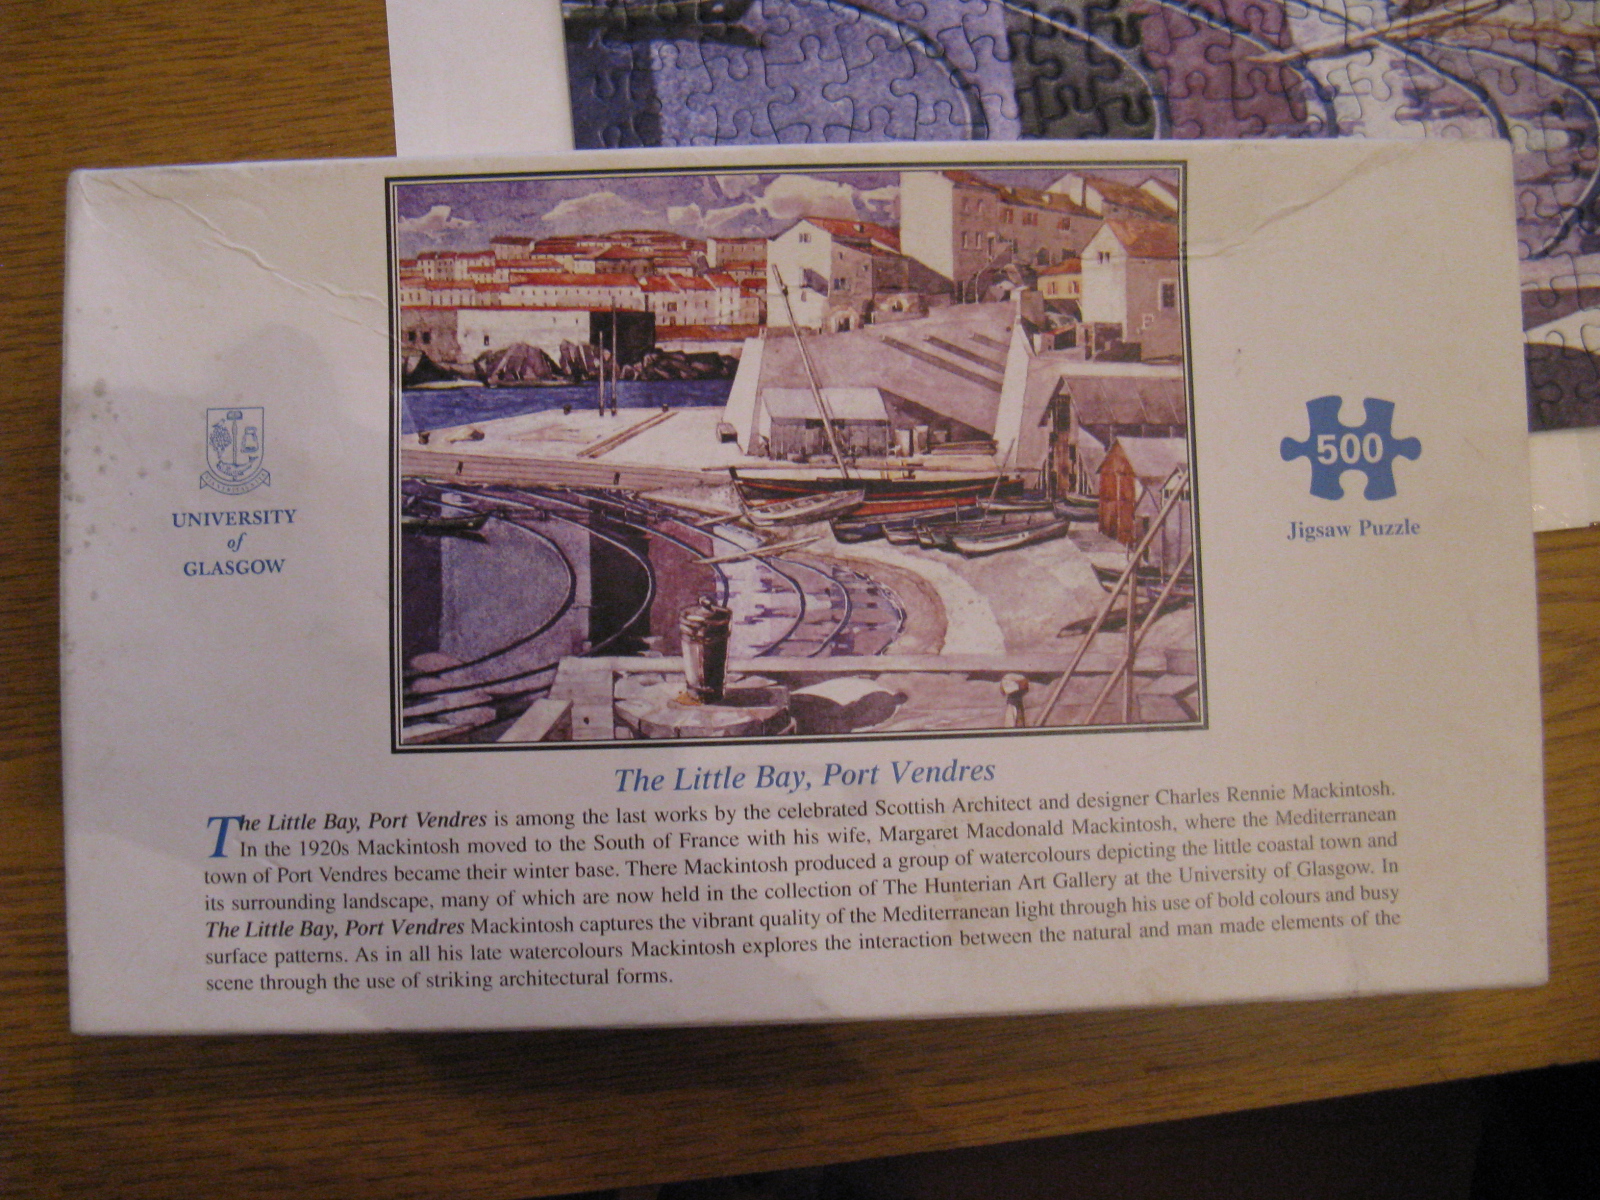 UNIVERSITY
of
GLASGOW
500
Jigsaw Puzzle
The Little Bay, Port Vendres
The Little Bay, Port Vendres is among the last works by the celebrated Scottish Architect and designer Charles Rennie Mackintosh.
In the 1920s Mackintosh moved to the South of France with his wife, Margaret Macdonald Mackintosh, where the Mediterranean
town of Port Vendres became their winter base. There Mackintosh produced a group of watercolours depicting the little coastal town and
its surrounding landscape, many of which are now held in the collection of The Hunterian Art Gallery at the University of Glasgow. In
The Little Bay, Port Vendres Mackintosh captures the vibrant quality of the Mediterranean light through his use of bold colours and busy
surface patterns. As in all his late watercolours Mackintosh explores the interaction between the natural and man made elements of the
scene through the use of striking architectural forms.